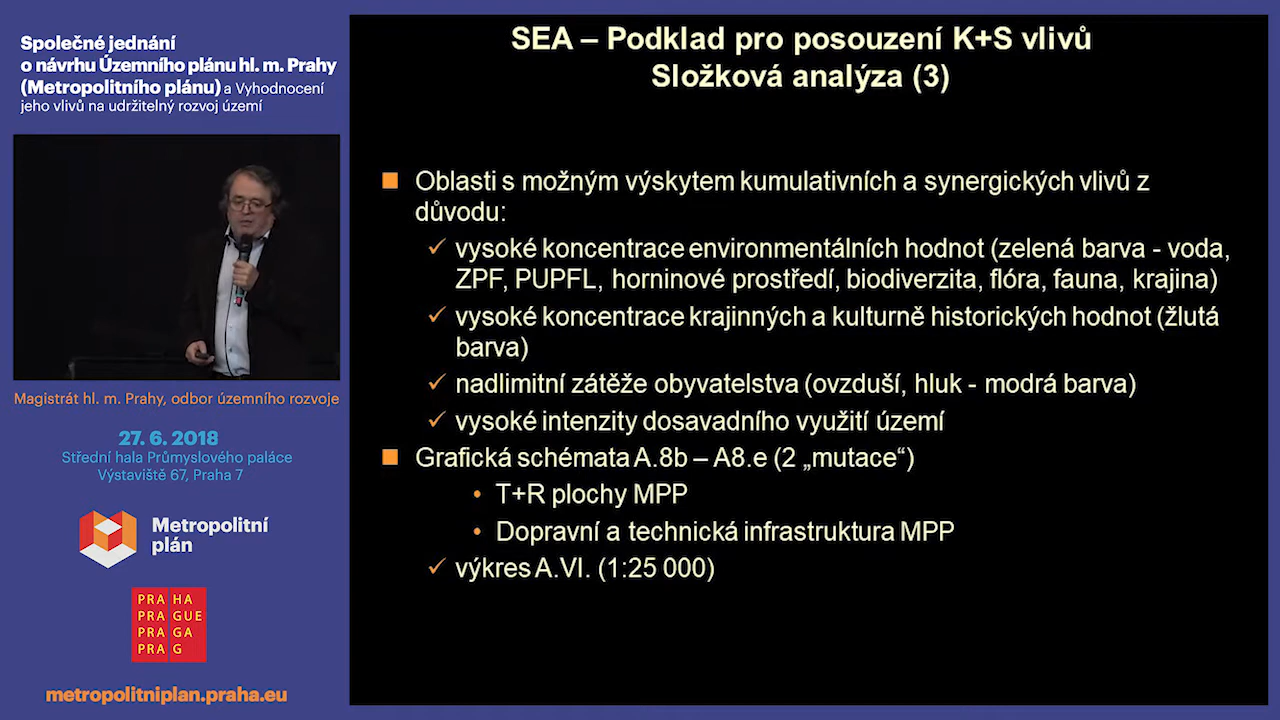 Společné jednání
o návrhu Územního plánu hl. m. Prahy
(Metropolitního plánu) a Vyhodnocení
jeho vlivů na udržitelný rozvoj území
Magistrát hl. m. Prahy, odbor územního rozvoje
27. 6. 2018
Střední hala Průmyslového paláce
Výstaviště 67, Praha 7
Metropolitní
plán
PRA HA
PRA GUE
PRA GA
PRA G
metropolitniplan.praha.eu
SEA – Podklad pro posouzení K+S vlivů
Složková analýza (3)
Oblasti s možným výskytem kumulativních a synergických vlivů z
důvodu:
vysoké koncentrace environmentálních hodnot (zelená barva - voda,
ZPF, PUPFL, horninové prostředí, biodiverzita, flóra, fauna, krajina)
vysoké koncentrace krajinných a kulturně historických hodnot (žlutá
barva)
nadlimitní zátěže obyvatelstva (ovzduší, hluk - modrá barva)
vysoké intenzity dosavadního využití území
Grafická schémata A.8b – A8.e (2 „mutace“)
• T+R plochy MPP
• Dopravní a technická infrastruktura MPP
výkres A.VI. (1:25 000)